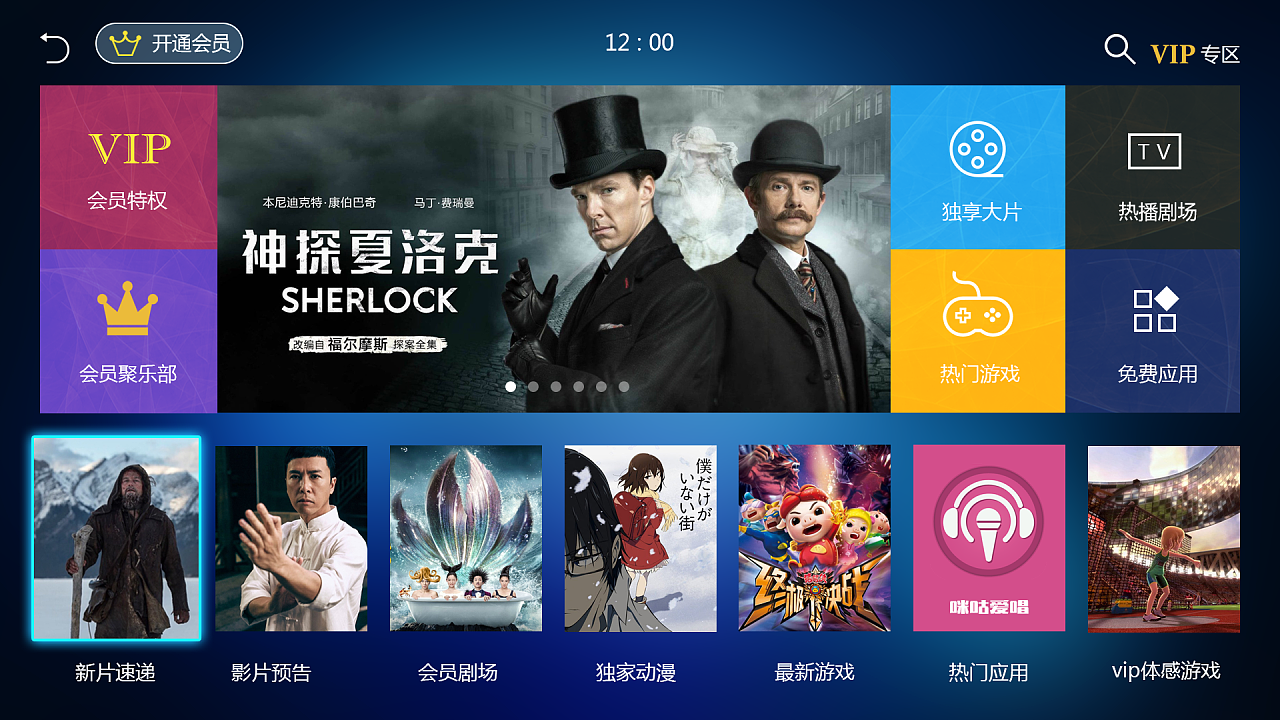 开通会员
12 : 00
VIP 专区
VIP
会员特权
本尼迪克特·康伯巴奇 马丁·费瑞曼
神探夏洛克
SHERLOCK
改编自 福尔摩斯 探案全集
独享大片
TV
热播剧场
会员聚乐部
热门游戏
免费应用
僕だけが
いない街
终极决战
咪咕爱唱
新片速递
影片预告
会员剧场
独家动漫
最新游戏
热门应用
vip体感游戏